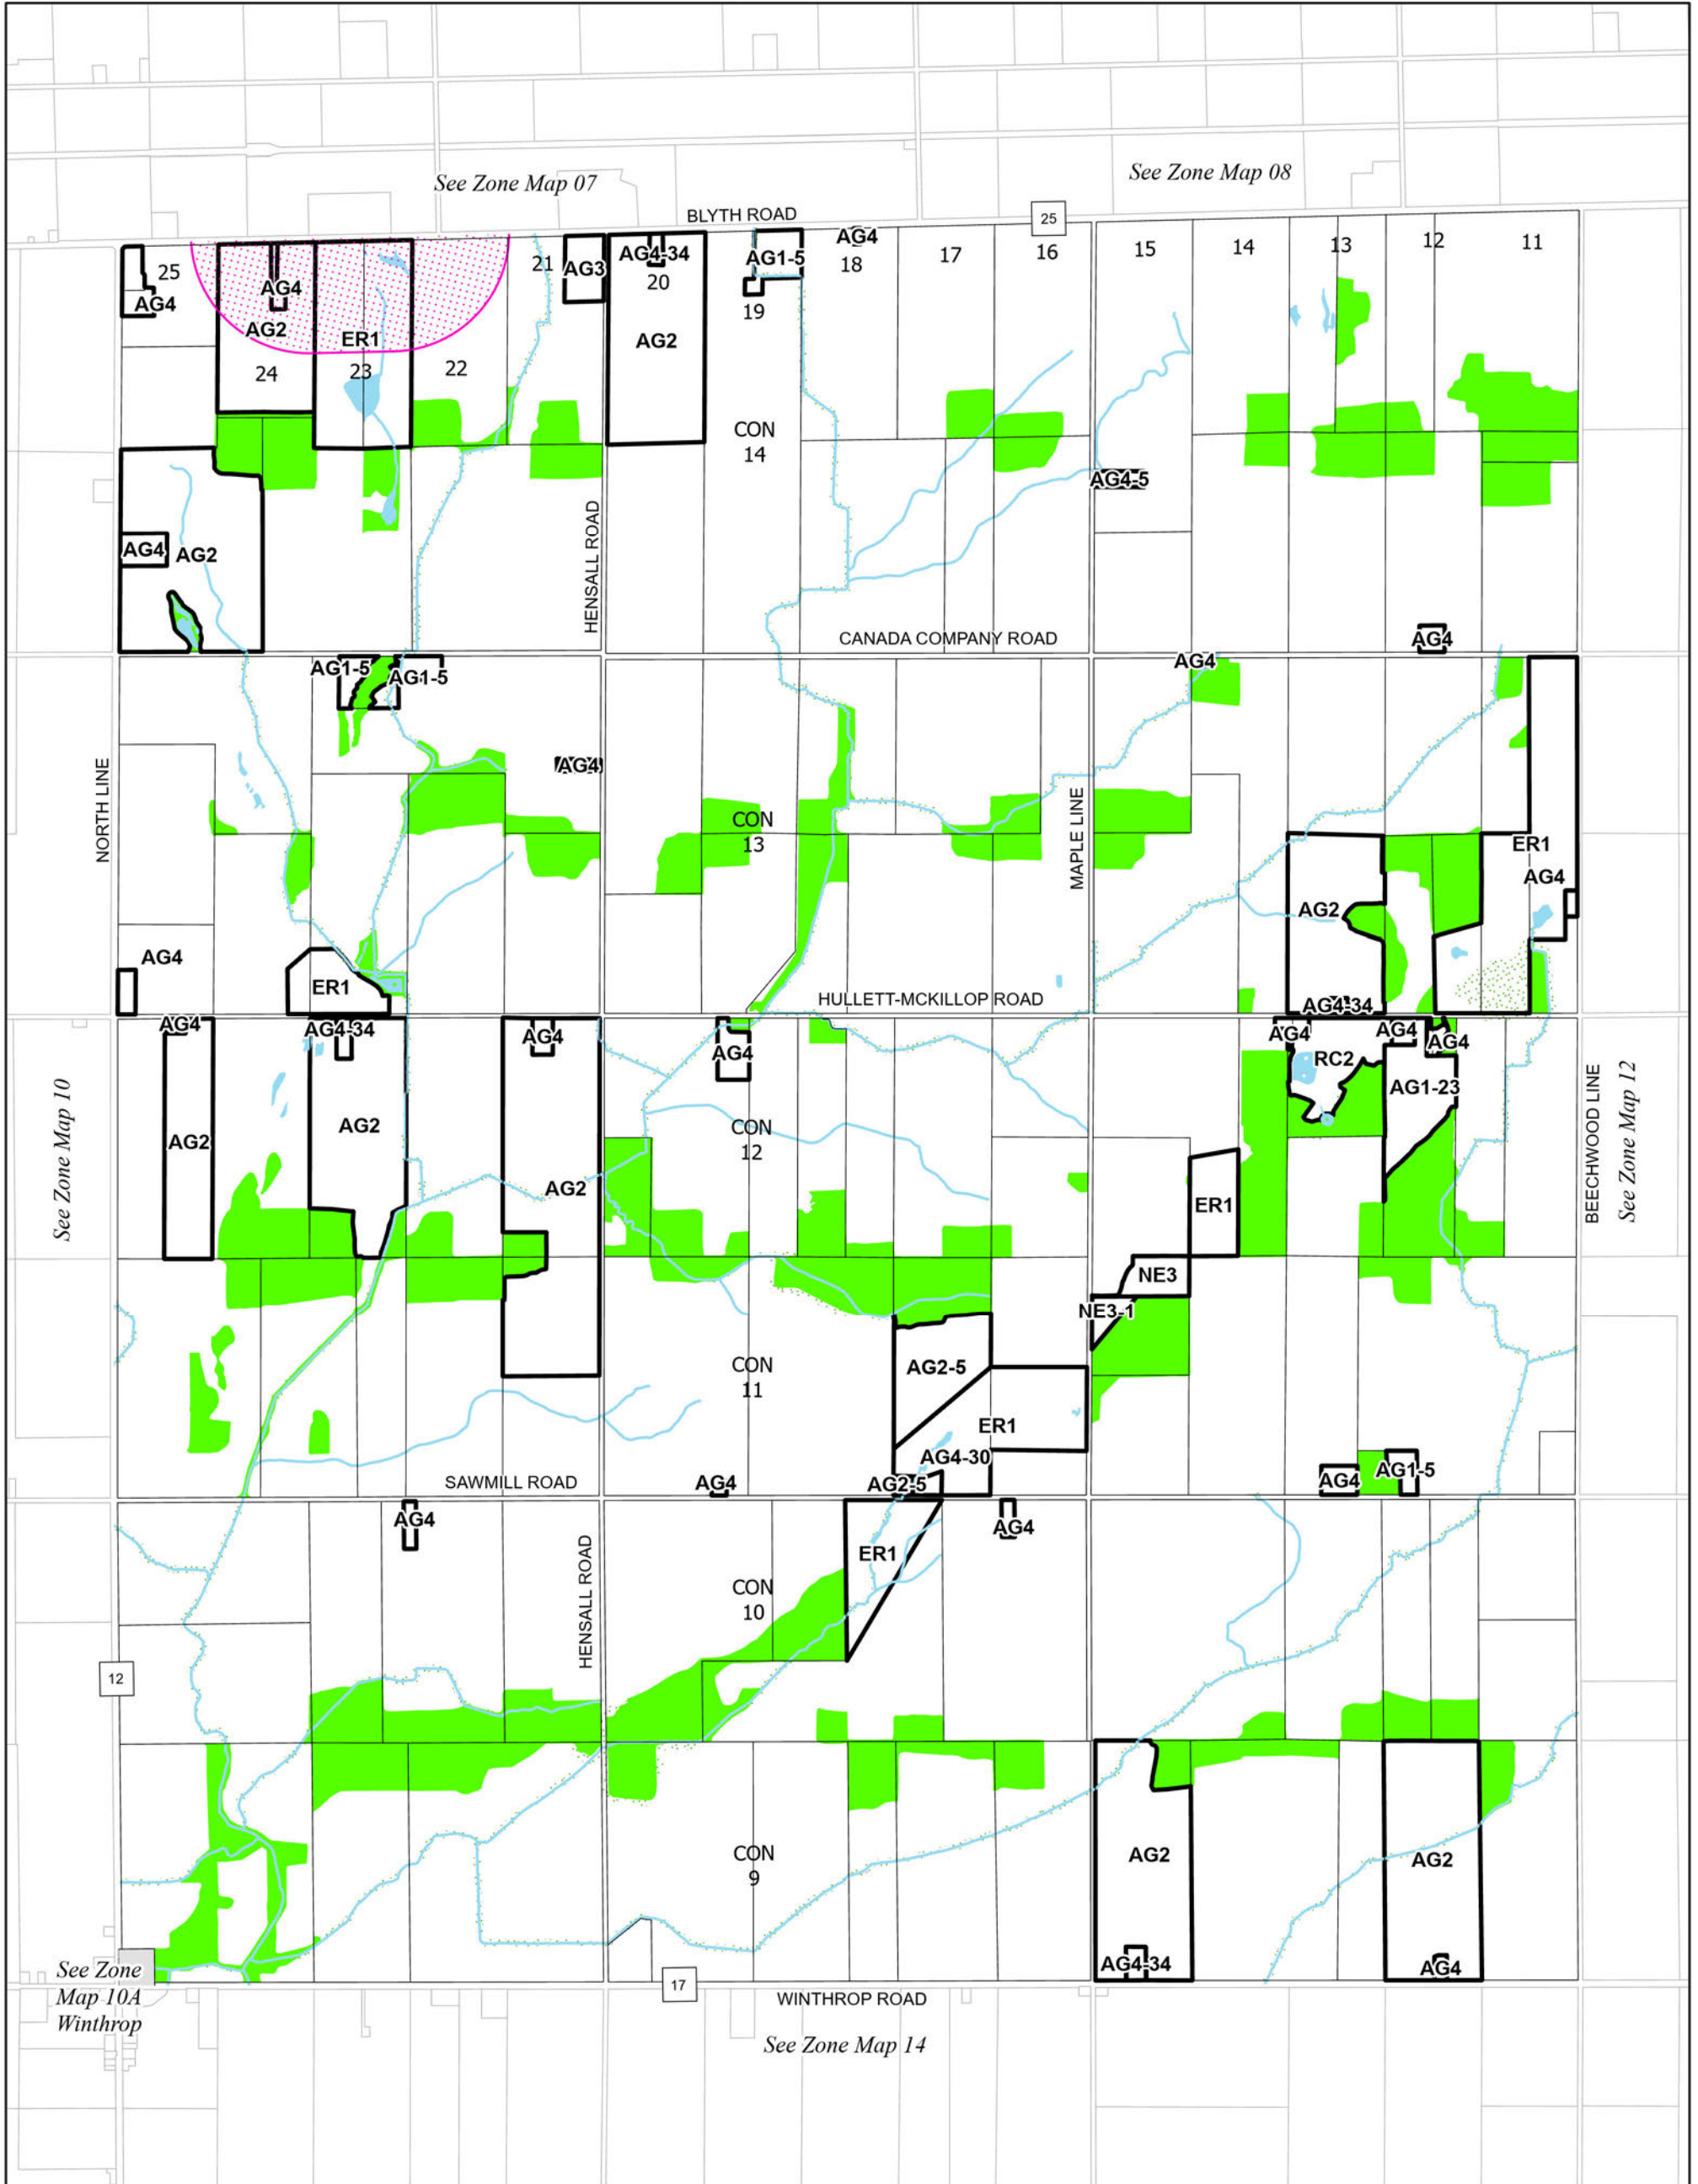 See Zone Map 07
See Zone Map 08
BLYTH ROAD
25
25
AG4
AG4
AG2
24
ER1
23
22
21
AG3
AG4-34
20
AG2
AG1-5
19
AG4
18
17
16
15
14
13
12
11
CON
14
AG4-5
AG4
AG2
HENSALL ROAD
CANADA COMPANY ROAD
AG4
AG1-5
AG1-5
AG4
NORTH LINE
AG4
CON
13
MAPLE LINE
ER1
AG4
AG2
AG4
ER1
HULLETT-MCKILLOP ROAD
AG4-34
AG4
AG4-34
AG4
AG4
AG4
AG4
AG4
RC2
AG1-23
See Zone Map 10
AG2
AG2
AG2
CON
12
BEECHWOOD LINE
See Zone Map 12
ER1
NE3
NE3-1
CON
11
AG2-5
ER1
AG4-30
AG2-5
SAWMILL ROAD
AG4
AG4
AG1-5
AG4
AG4
ER1
HENSALL ROAD
CON
10
12
CON
9
AG2
AG2
AG4-34
AG4
See Zone
Map 10A
Winthrop
17
WINTHROP ROAD
See Zone Map 14